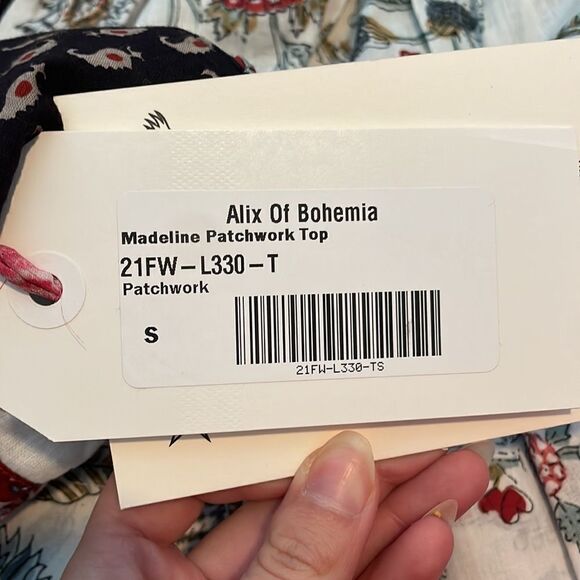 Alix Of Bohemia
Madeline Patchwork Top
21FW-L330-T
Patchwork
S
21FW-L330-TS